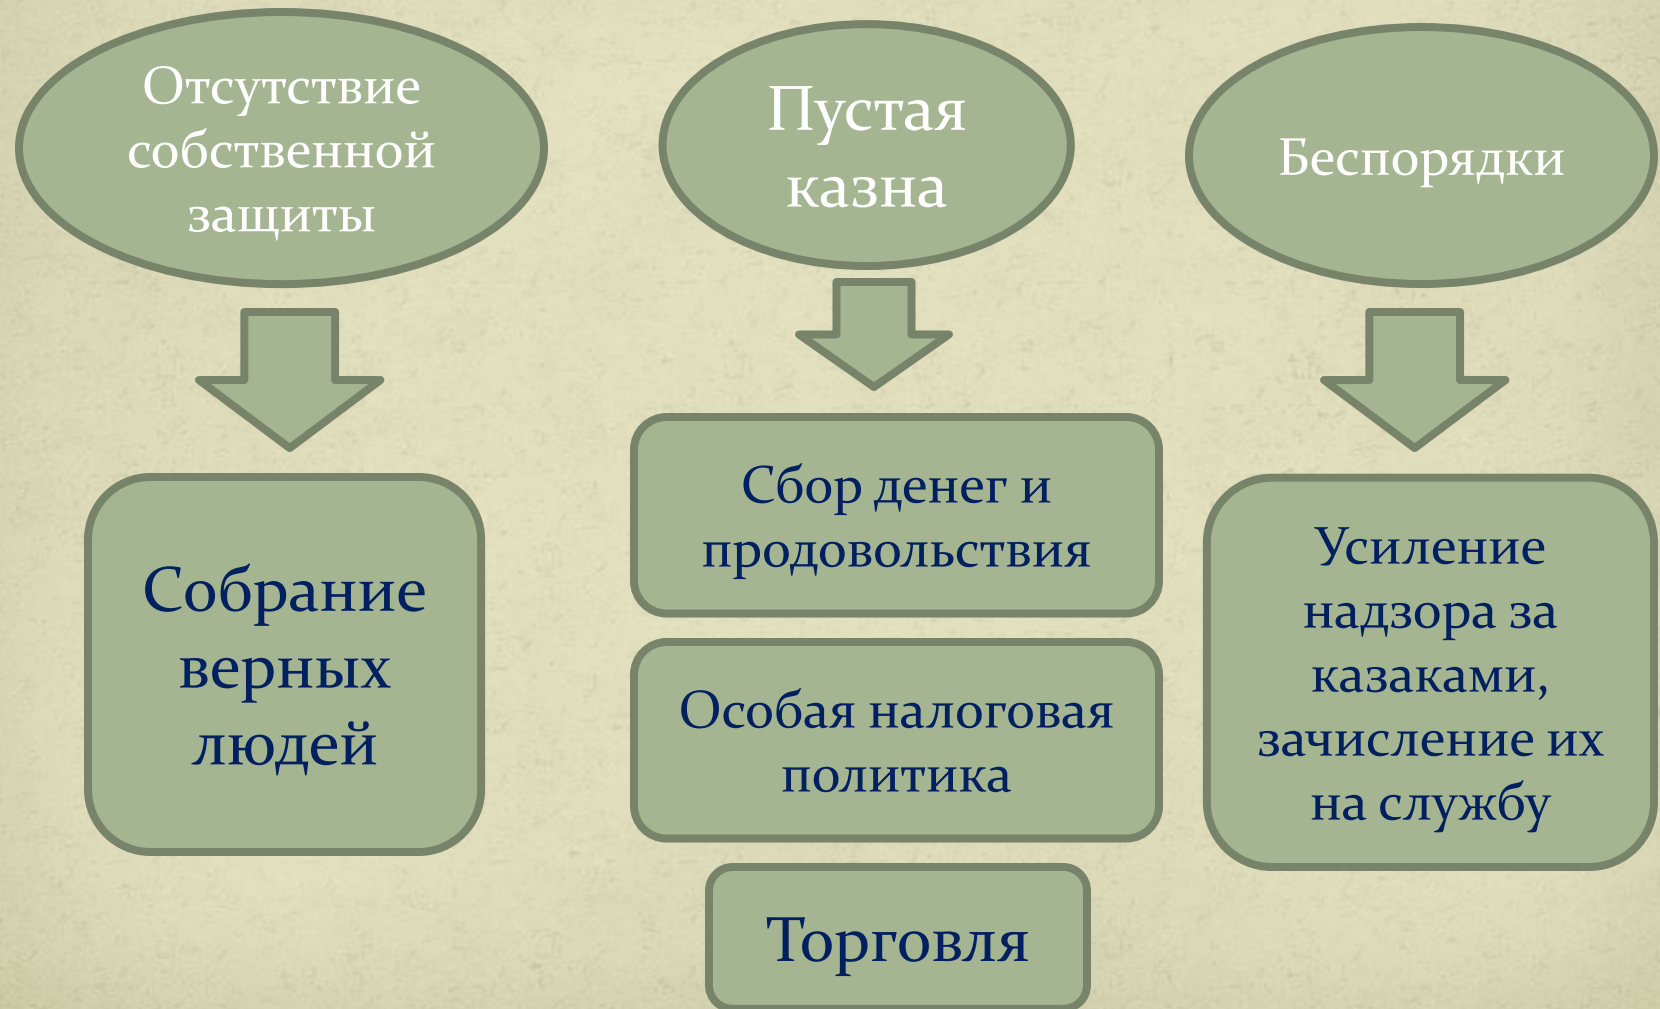 Отсутствие
собственной
защиты
Пустая
казна
Беспорядки
Собрание
верных
людей
Сбор денег и
продовольствия
Особая налоговая
политика
Торговля
Усиление
надзора за
казаками,
зачисление их
на службу